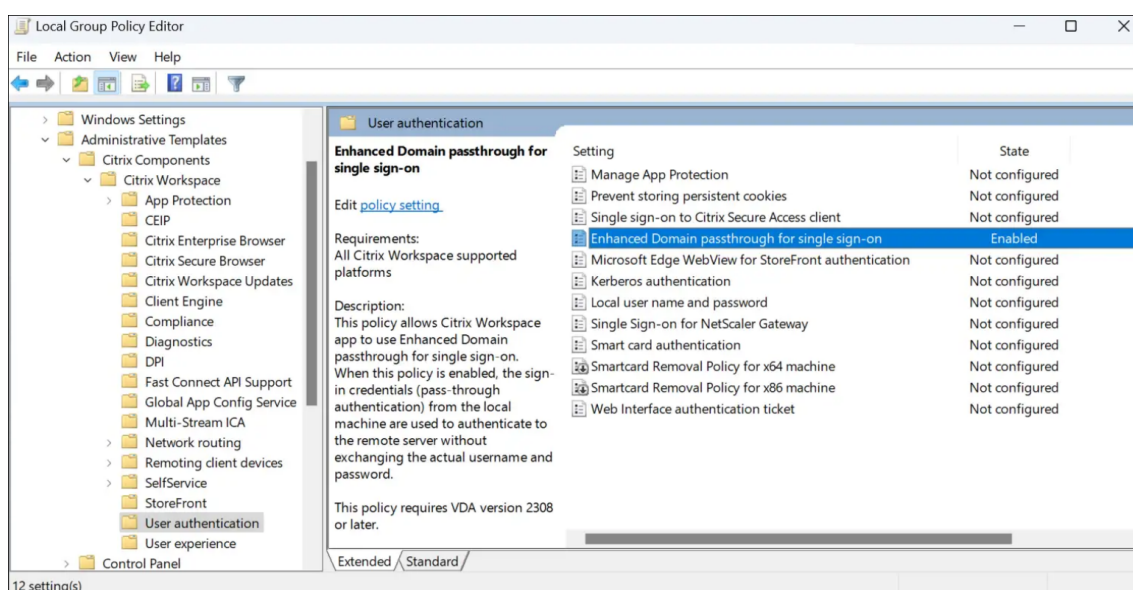 Local Group Policy Editor
File Action View Help
Windows Settings
Administrative Templates
Citrix Components
Citrix Workspace
App Protection
CEIP
Citrix Enterprise Browser
Citrix Secure Browser
Citrix Workspace Updates
Client Engine
Compliance
Diagnostics
DPI
Fast Connect API Support
Global App Config Service
Multi-Stream ICA
Network routing
Remoting client devices
SelfService
StoreFront
User authentication
User experience
Control Panel
User authentication
Enhanced Domain passthrough for
single sign-on
Edit policy setting
Requirements:
All Citrix Workspace supported
platforms
Description:
This policy allows Citrix Workspace
app to use Enhanced Domain
passthrough for single sign-on.
When this policy is enabled, the sign-
in credentials (pass-through
authentication) from the local
machine are used to authenticate to
the remote server without
exchanging the actual username and
password.
This policy requires VDA version 2308
or later.
Setting State
Manage App Protection Not configured
Prevent storing persistent cookies Not configured
Single sign-on to Citrix Secure Access client Not configured
Enhanced Domain passthrough for single sign-on Enabled
Microsoft Edge WebView for StoreFront authentication Not configured
Kerberos authentication Not configured
Local user name and password Not configured
Single Sign-on for NetScaler Gateway Not configured
Smart card authentication Not configured
Smartcard Removal Policy for x64 machine Not configured
Smartcard Removal Policy for x86 machine Not configured
Web Interface authentication ticket Not configured
Extended Standard
12 setting(s)